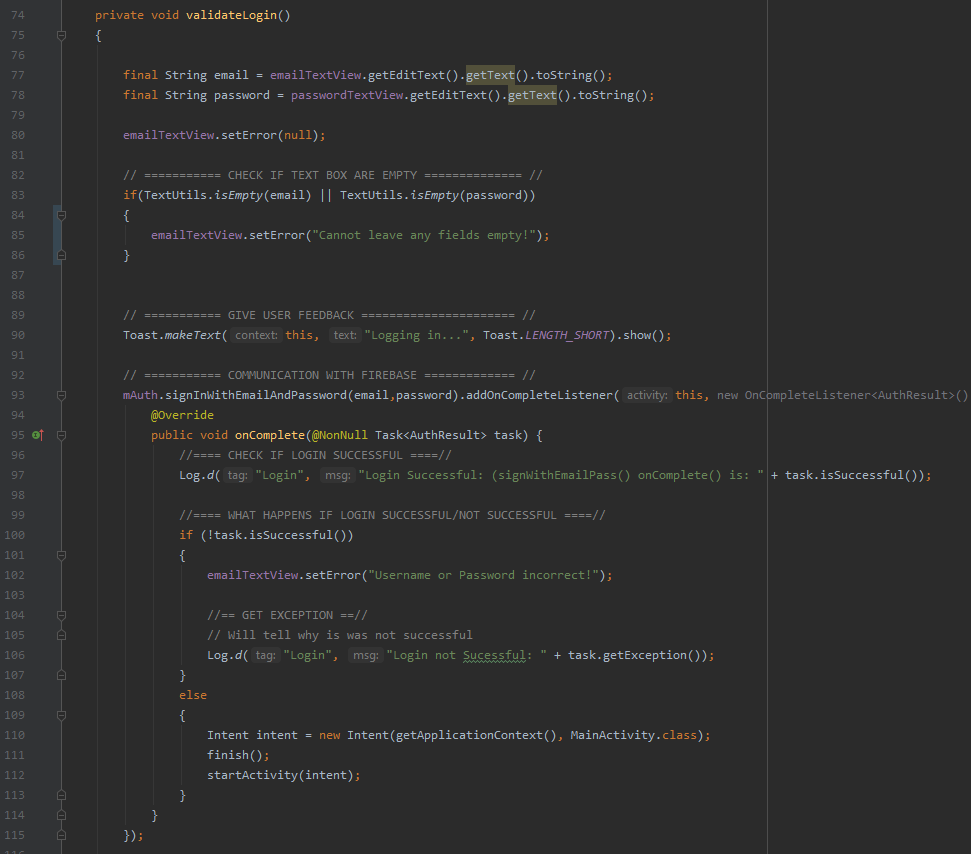 74 private void validateLogin()
75 {
76
77 final String email = emailTextView.getEditText().getText().toString();
78 final String password = passwordTextView.getEditText().getText().toString();
79
80 emailTextView.setError(null);
81
82 // =========== CHECK IF TEXT BOX ARE EMPTY ============== //
83 if(TextUtils.isEmpty(email) || TextUtils.isEmpty(password))
84 {
85 emailTextView.setError("Cannot leave any fields empty!");
86 }
87
88
89 // =========== GIVE USER FEEDBACK ====================== //
90 Toast.makeText( context: this, text: "Logging in...", Toast.LENGTH_SHORT).show();
91
92 // =========== COMMUNICATION WITH FIREBASE ============= //
93 mAuth.signInWithEmailAndPassword(email,password).addOnCompleteListener( activity: this, new OnCompleteListener<AuthResult>()
94 @Override
95 public void onComplete(@NonNull Task<AuthResult> task) {
96 //==== CHECK IF LOGIN SUCCESSFUL ====//
97 Log.d( tag: "Login", msg: "Login Successful: (signWithEmailPass() onComplete() is: " + task.isSuccessful());
98
99 //==== WHAT HAPPENS IF LOGIN SUCCESSFUL/NOT SUCCESSFUL ====//
100 if (!task.isSuccessful())
101 {
102 emailTextView.setError("Username or Password incorrect!");
103
104 //== GET EXCEPTION ==//
105 // Will tell why is was not successful
106 Log.d( tag: "Login", msg: "Login not Sucessful: " + task.getException());
107 }
108 else
109 {
110 Intent intent = new Intent(getApplicationContext(), MainActivity.class);
111 finish();
112 startActivity(intent);
113 }
114 }
115 });